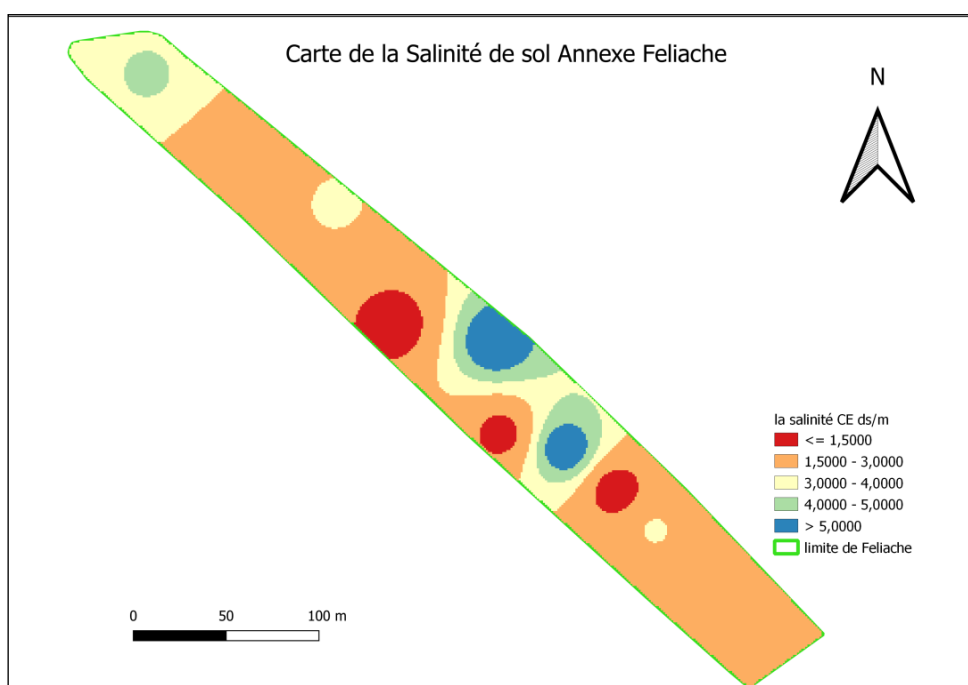 Carte de la Salinité de sol Annexe Feliache
N
la salinité CE ds/m
<= 1,5000
1,5000 - 3,0000
3,0000 - 4,0000
4,0000 - 5,0000
> 5,0000
limite de Feliache
0 50 100 m